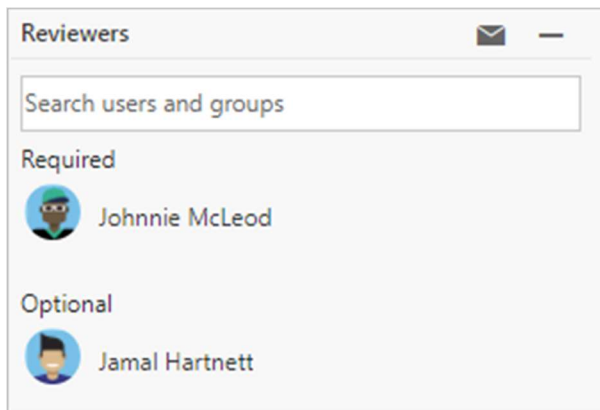 Reviewers
Search users and groups
Required
Johnnie McLeod
Optional
Jamal Hartnett